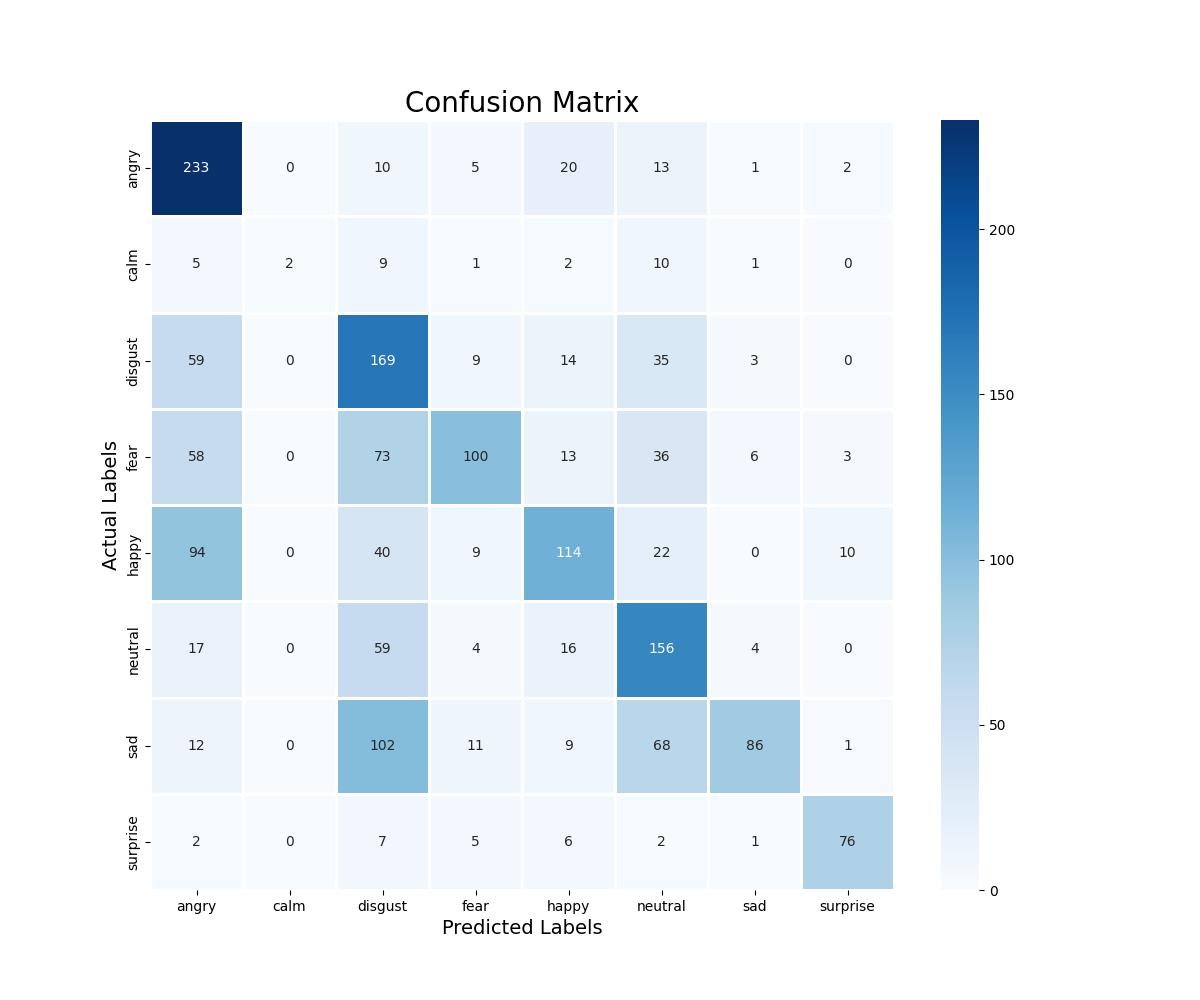 Confusion Matrix
angry 233 0 10 5 20 13 1 2
calm 5 2 9 1 2 10 1 0
disgust 59 0 169 9 14 35 3 0
fear 58 0 73 100 13 36 6 3
happy 94 0 40 9 114 22 0 10
neutral 17 0 59 4 16 156 4 0
sad 12 0 102 11 9 68 86 1
surprise 2 0 7 5 6 2 1 76
angry calm disgust fear happy neutral sad surprise
Predicted Labels
Actual Labels
200
150
100
50
0